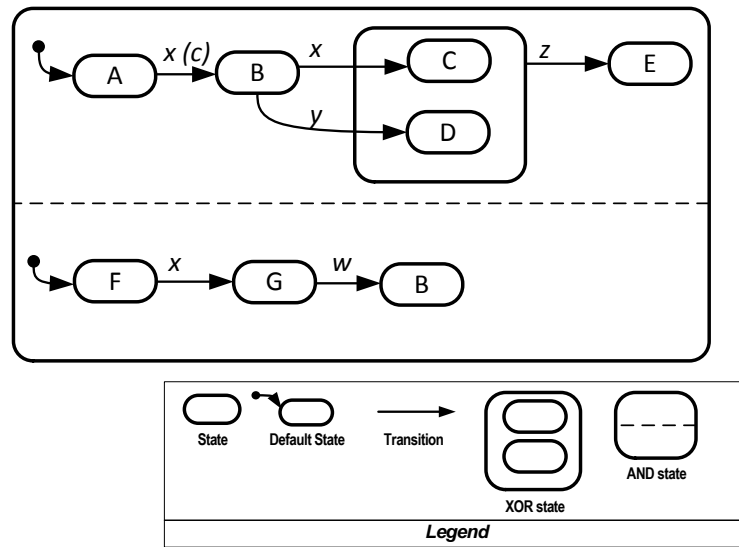 A x (c) B x C z E
y D
F x G w B
State Default State Transition XOR state AND state
Legend